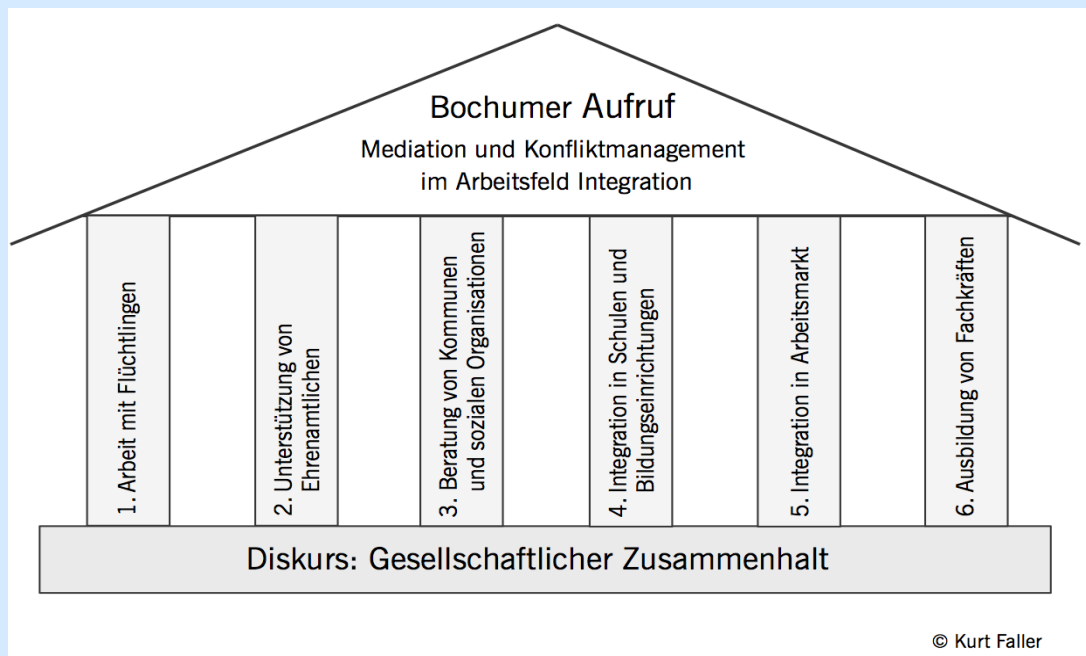 Bochumer Aufruf
Mediation und Konfliktmanagement
im Arbeitsfeld Integration
1. Arbeit mit Flüchtlingen
2. Unterstützung von
Ehrenamtlichen
3. Beratung von Kommunen
und sozialen Organisationen
4. Integration in Schulen und
Bildungseinrichtungen
5. Integration in Arbeitsmarkt
6. Ausbildung von Fachkräften
Diskurs: Gesellschaftlicher Zusammenhalt
© Kurt Faller